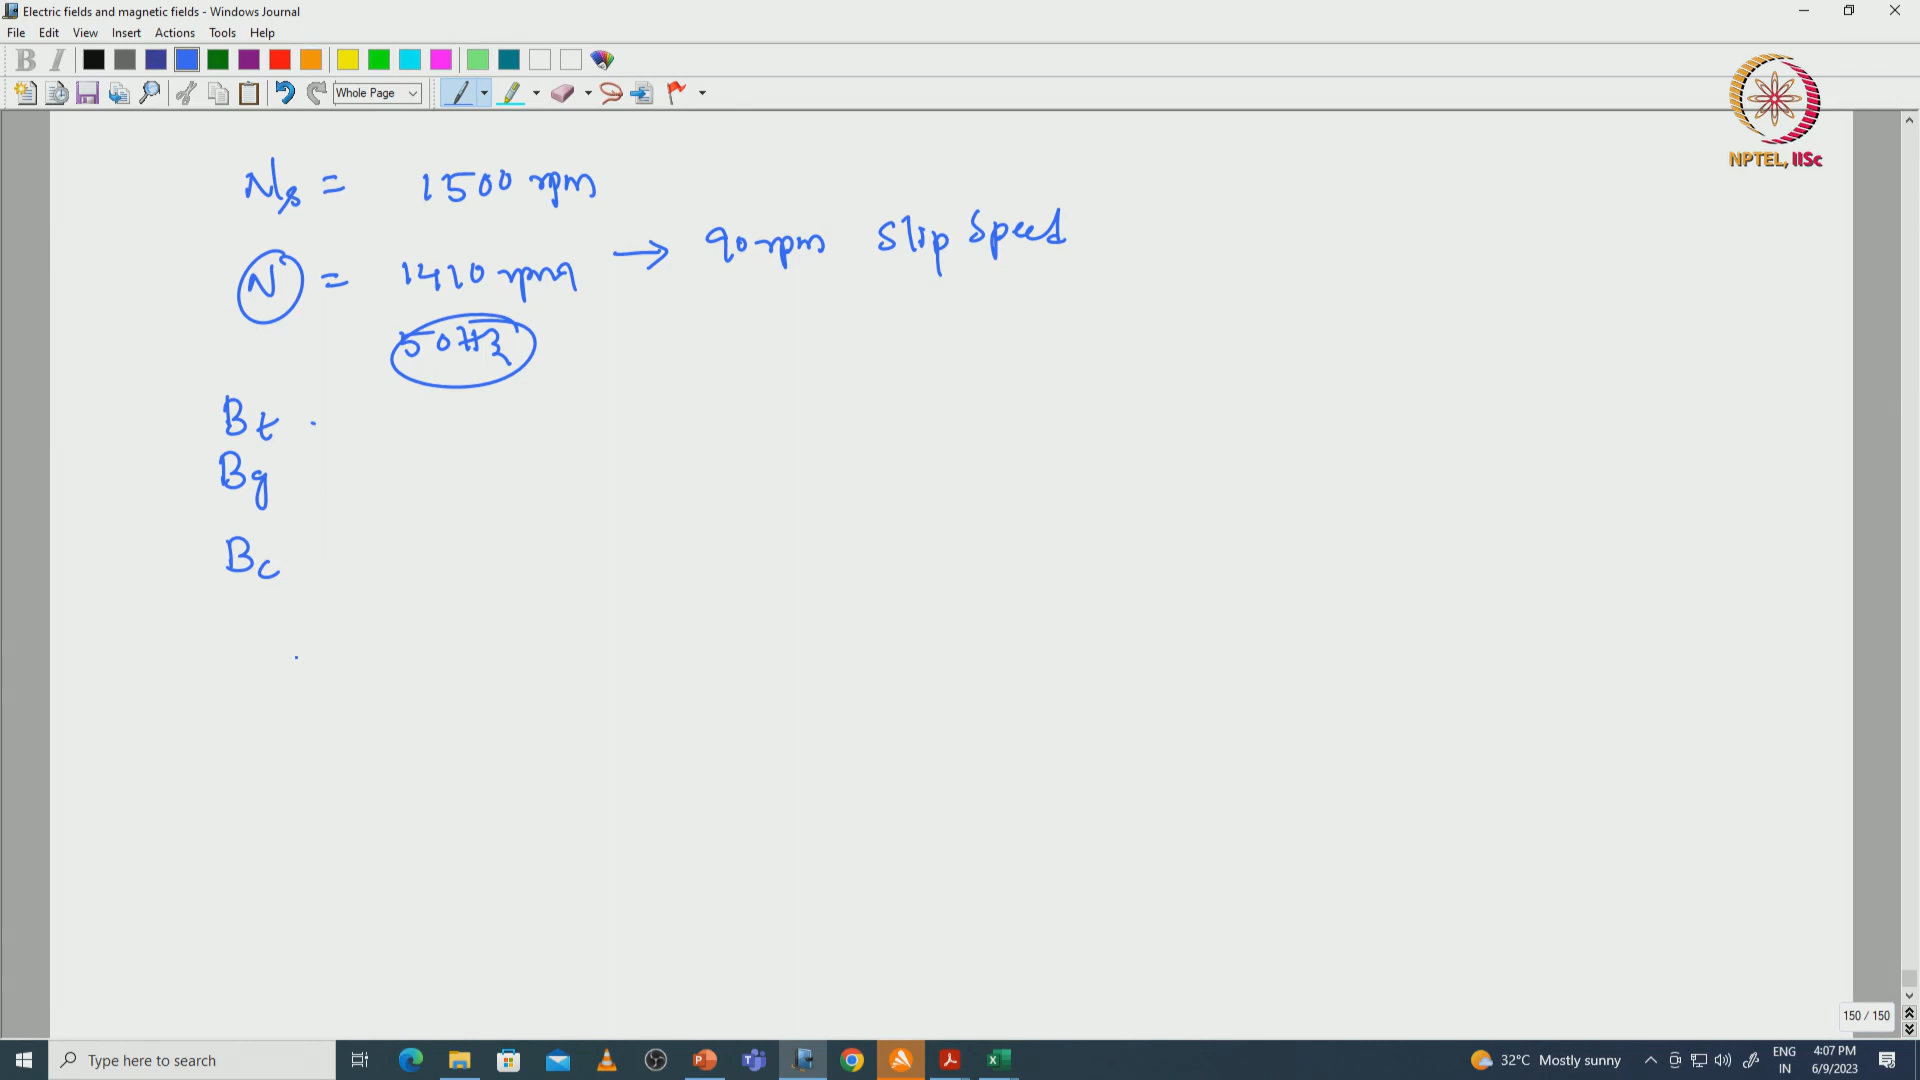 Electric fields and magnetic fields - Windows Journal
File Edit View Insert Actions Tools Help
B I
Whole Page
NPTEL, IISc
Ns = 1500 rpm
N = 1410 rpm → 90 rpm Slip Speed
50Hz
Bt
Bg
Bc
150 / 150
Type here to search
32°C Mostly sunny
ENG
IN
4:07 PM
6/9/2023